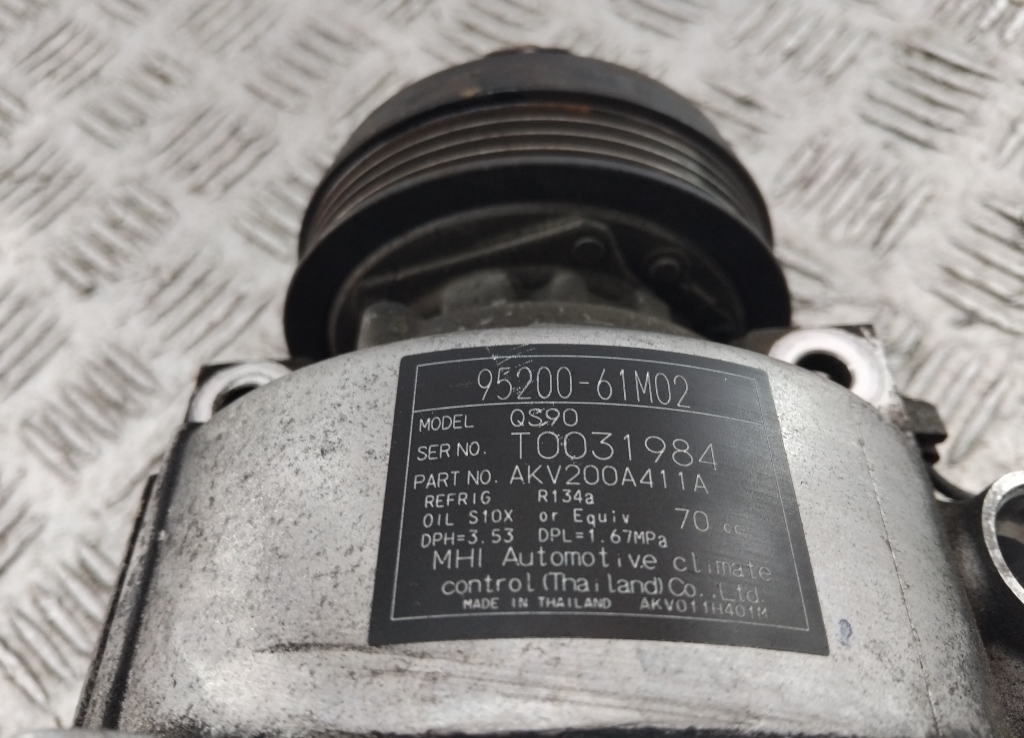 95200-61M02
MODEL QS90
SER NO. T0031984
PART NO. AKV200A411A
REFRIG R134a
OIL S10X or Equiv 70 cc
DPH=3.53 DPL=1.67MPa
MHI Automotive climate
control (Thailand) Co., Ltd.
MADE IN THAILAND AKV011H401M